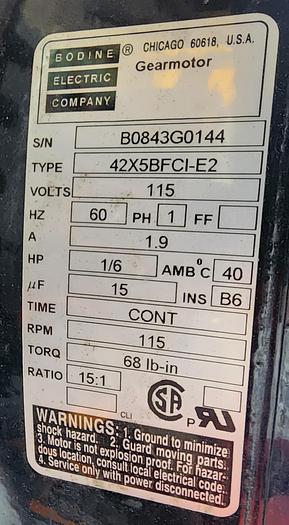 BODINE ® CHICAGO 60618, U.S.A.
ELECTRIC Gearmotor
COMPANY
S/N B0843G0144
TYPE 42X5BFCI-E2
VOLTS 115
HZ 60 PH 1 FF
A 1.9
HP 1/6 AMB°C 40
µF 15 INS B6
TIME CONT
RPM 115
TORQ 68 lb-in
RATIO 15:1
CLI SA RU
WARNINGS: 1. Ground to minimize
shock hazard. 2. Guard moving parts.
3. Motor is not explosion proof. For hazar-
dous location, consult local electrical code.
4. Service only with power disconnected.